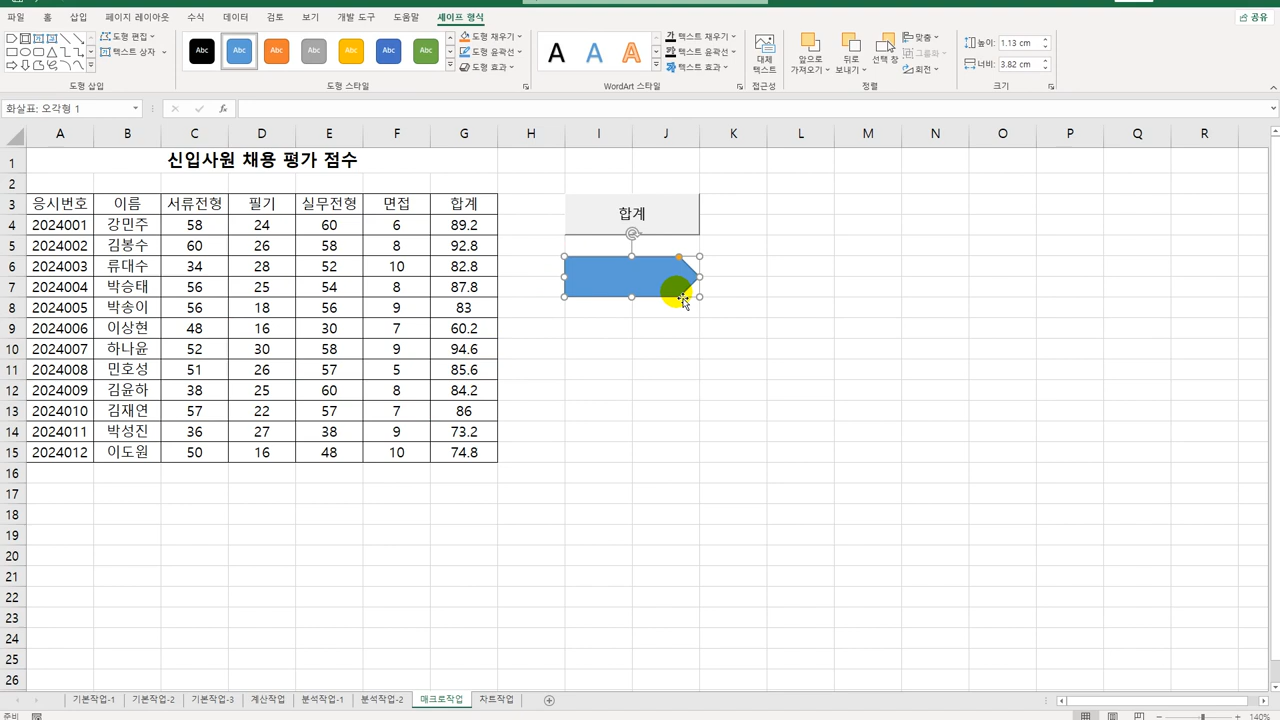 파일 홈 삽입 페이지 레이아웃 수식 데이터 검토 보기 개발 도구 도움말 셰이프 형식 공유
도형 편집
텍스트 상자
도형 삽입
Abc Abc Abc Abc Abc Abc Abc
도형 채우기
도형 윤곽선
도형 효과
도형 스타일
A A A
텍스트 채우기
텍스트 윤곽선
텍스트 효과
WordArt 스타일
대체
텍스트
접근성
앞으로
가져오기
뒤로
보내기
선택 창
맞춤
그룹화
회전
정렬
높이: 1.13 cm
너비: 3.82 cm
크기
화살표: 오각형 1 fx
A B C D E F G H I J K L M N O P Q R
1 신입사원 채용 평가 점수
2
3 응시번호 이름 서류전형 필기 실무전형 면접 합계
4 2024001 강민주 58 24 60 6 89.2
5 2024002 김봉수 60 26 58 8 92.8
6 2024003 류대수 34 28 52 10 82.8
7 2024004 박승태 56 25 54 8 87.8
8 2024005 박송이 56 18 56 9 83
9 2024006 이상현 48 16 30 7 60.2
10 2024007 하나윤 52 30 58 9 94.6
11 2024008 민호성 51 26 57 5 85.6
12 2024009 김윤하 38 25 60 8 84.2
13 2024010 김재연 57 22 57 7 86
14 2024011 박성진 36 27 38 9 73.2
15 2024012 이도원 50 16 48 10 74.8
16
17
18
19
20
21
22
23
24
25
26
합계
기본작업-1 기본작업-2 기본작업-3 계산작업 분석작업-1 분석작업-2 매크로작업 차트작업
준비 140%